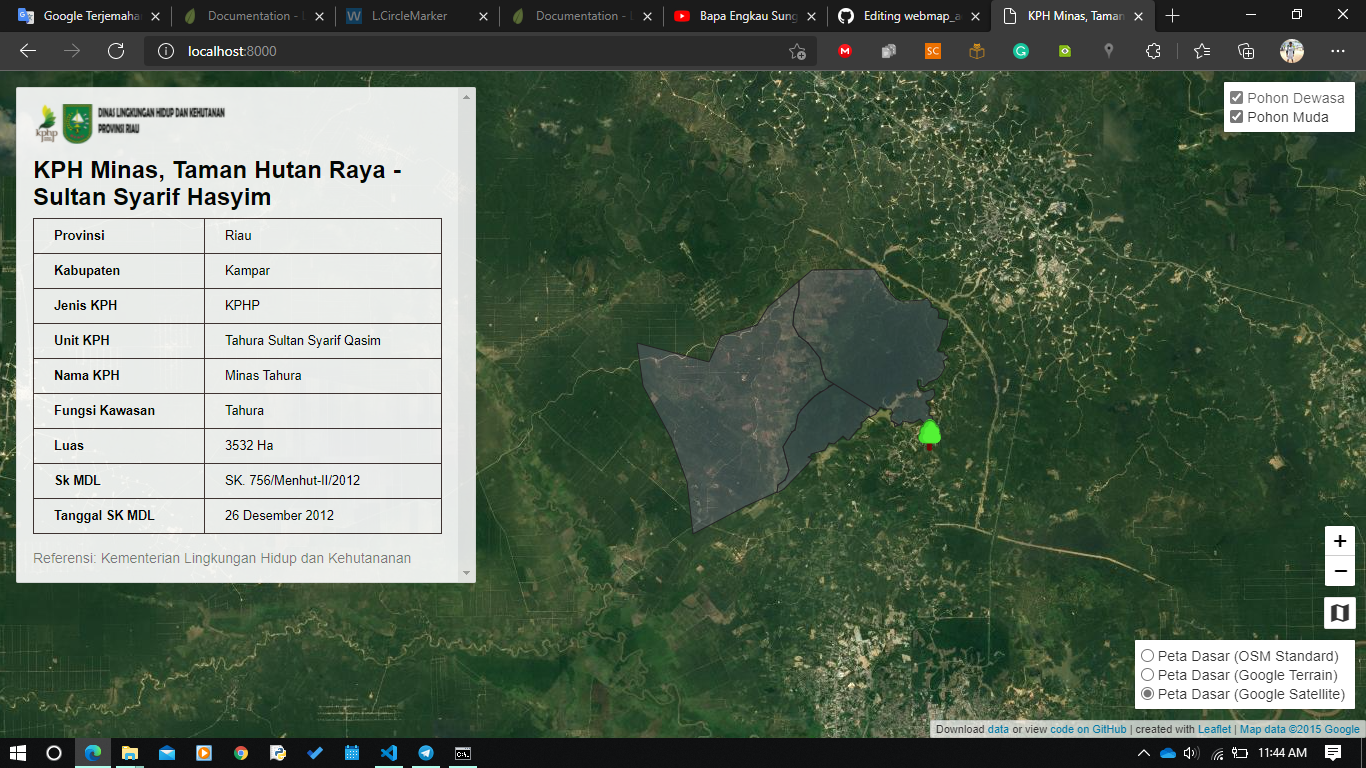 Google Terjemaha
Documentation - L
L.CircleMarker
Documentation - L
Bapa Engkau Sung
Editing webmap_a
KPH Minas, Taman
localhost:8000
SC
DINAS LINGKUNGAN HIDUP DAN KEHUTANAN
PROVINSI RIAU
kphp
KPH Minas, Taman Hutan Raya -
Sultan Syarif Hasyim
Provinsi Riau
Kabupaten Kampar
Jenis KPH KPHP
Unit KPH Tahura Sultan Syarif Qasim
Nama KPH Minas Tahura
Fungsi Kawasan Tahura
Luas 3532 Ha
Sk MDL SK. 756/Menhut-II/2012
Tanggal SK MDL 26 Desember 2012
Referensi: Kementerian Lingkungan Hidup dan Kehutananan
Pohon Dewasa
Pohon Muda
+
−
Peta Dasar (OSM Standard)
Peta Dasar (Google Terrain)
Peta Dasar (Google Satellite)
Download data or view code on GitHub | created with Leaflet | Map data ©2015 Google
11:44 AM